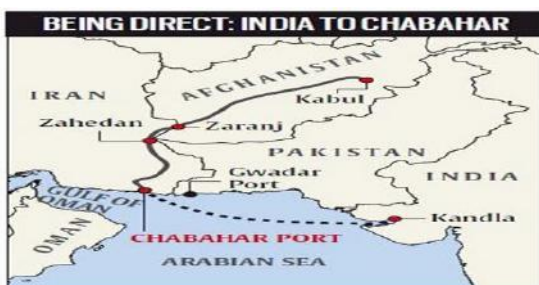 BEING DIRECT: INDIA TO CHABAHAR
AFGHANISTAN
IRAN
Kabul
Zahedan
Zaranj
PAKISTAN
Gwadar
Port
INDIA
GULF OF
OMAN
Kandla
OMAN
CHABAHAR PORT
ARABIAN SEA